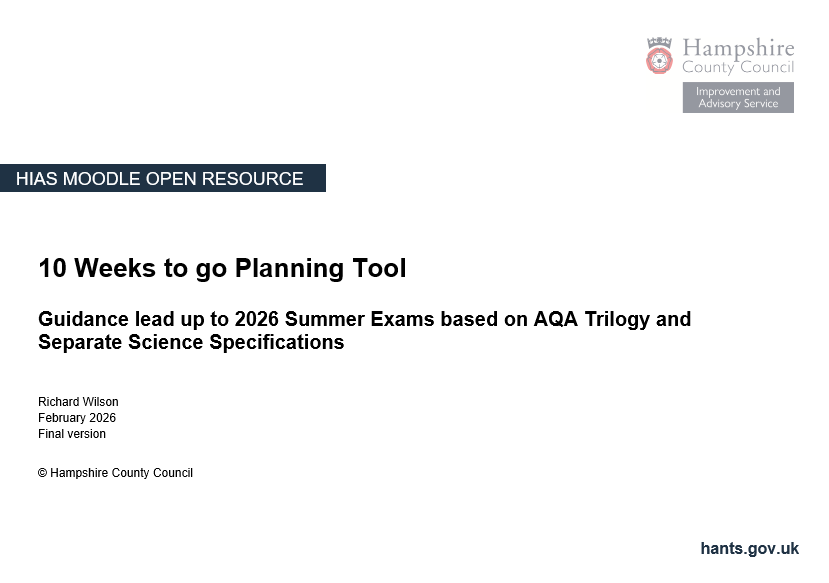 Hampshire
County Council
Improvement and
Advisory Service
HIAS MOODLE OPEN RESOURCE
10 Weeks to go Planning Tool
Guidance lead up to 2026 Summer Exams based on AQA Trilogy and
Separate Science Specifications
Richard Wilson
February 2026
Final version
© Hampshire County Council
hants.gov.uk